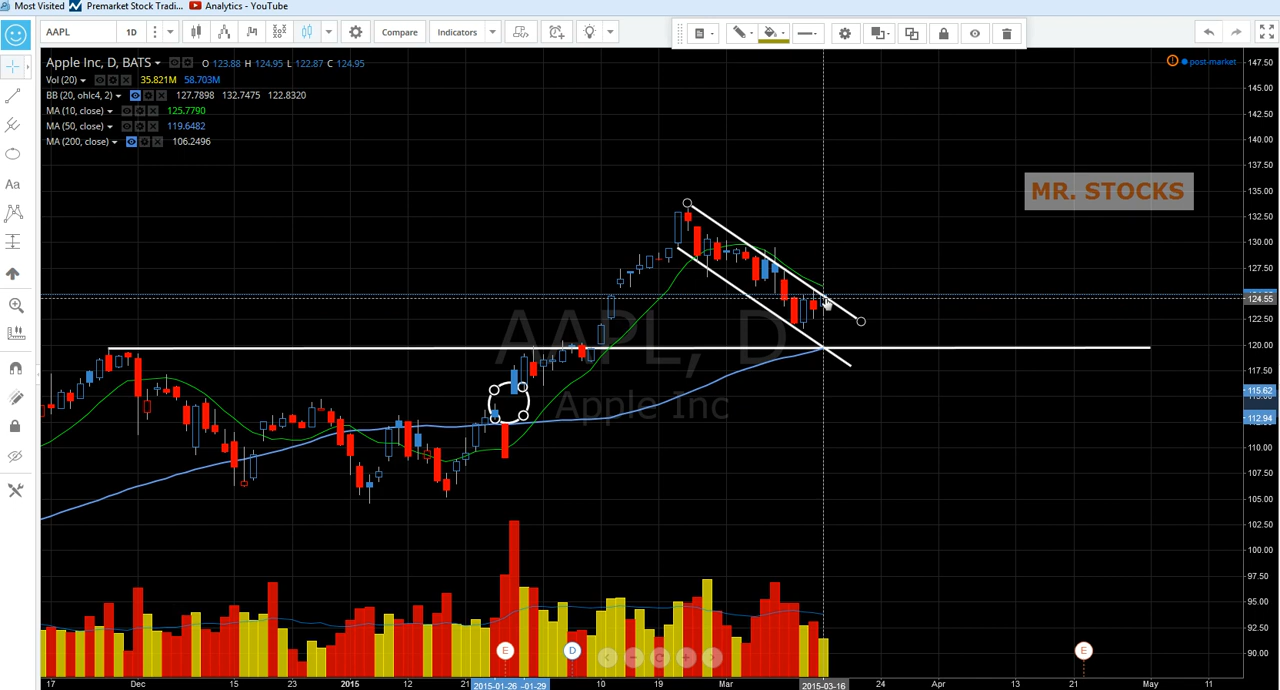 Most Visited Premarket Stock Tradi... Analytics - YouTube
AAPL 1D Compare Indicators
Apple Inc, D, BATS O 123.88 H 124.95 L 122.87 C 124.95
post-market
Vol (20) 35.821M 58.703M
BB (20, ohlc4, 2) 127.7898 132.7475 122.8320
MA (10, close) 125.7790
MA (50, close) 119.6482
MA (200, close) 106.2496
Aa
MR. STOCKS
AAPL, D
Apple Inc
147.50
145.00
142.50
140.00
137.50
135.00
132.50
130.00
127.50
124.55
122.50
120.00
117.50
115.62
112.94
110.00
107.50
105.00
102.50
100.00
97.50
95.00
92.50
90.00
E D E
17 Dec 15 23 2015 12 21 2015-01-26 -01-29 10 19 Mar 2015-03-16 24 Apr 13 21 May 11